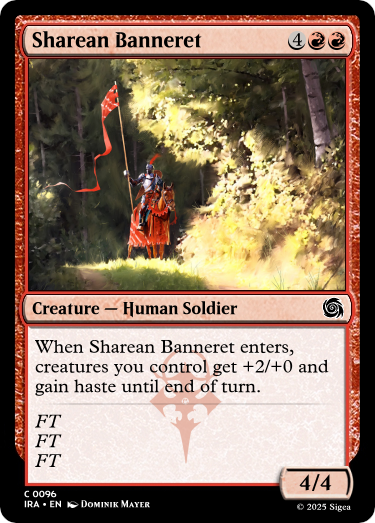 Sharean Banneret 4
Creature — Human Soldier
When Sharean Banneret enters,
creatures you control get +2/+0 and
gain haste until end of turn.
FT
FT
FT
4/4
C 0096
IRA • EN DOMINIK MAYER
© 2025 Sigea